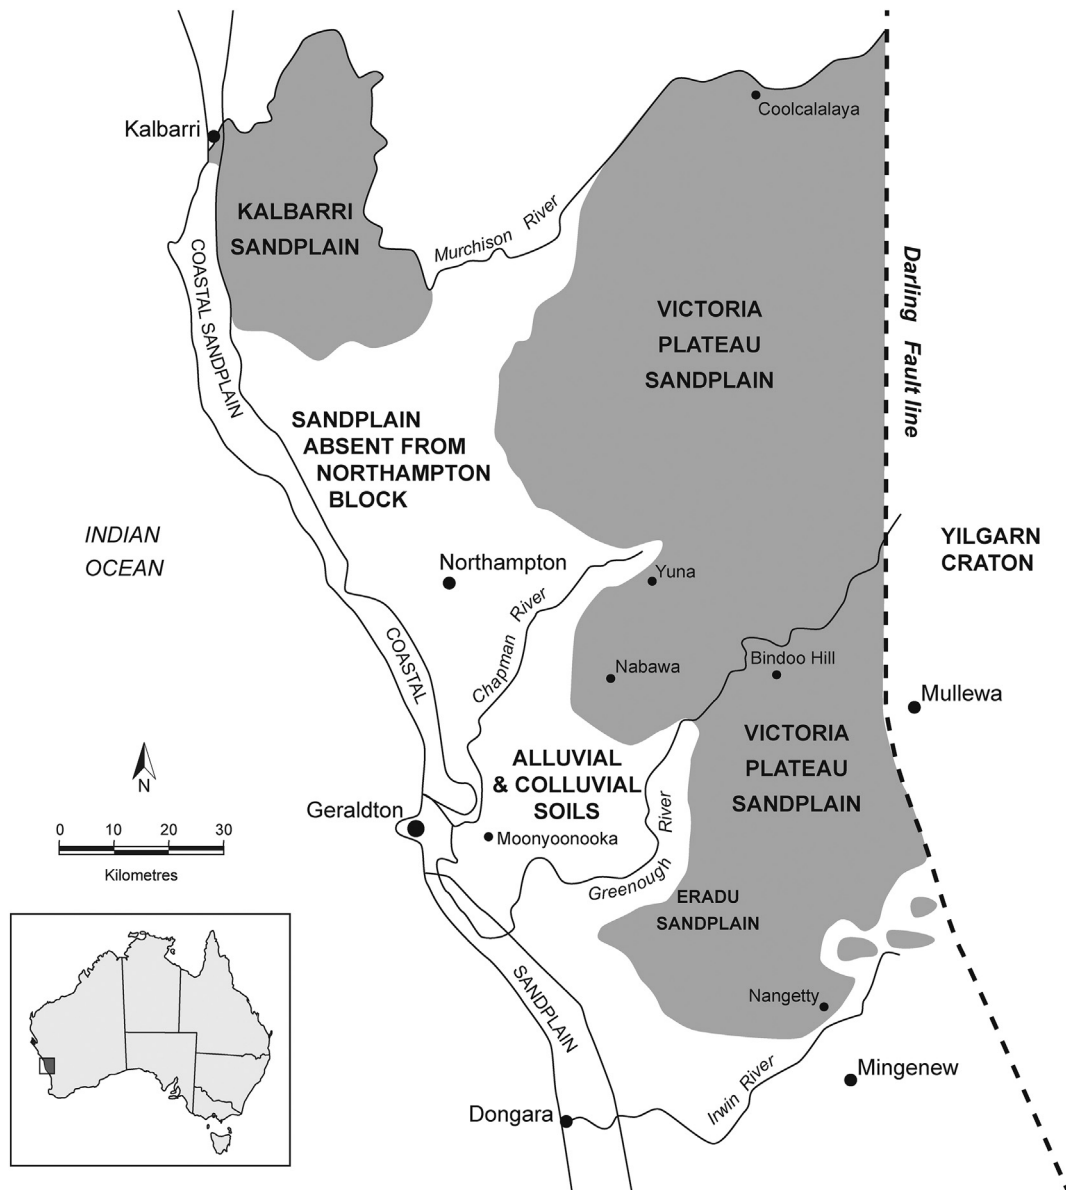 Kalbarri
Coolcalalaya
KALBARRI
SANDPLAIN
Murchison River
COASTAL SANDPLAIN
Darling Fault line
VICTORIA
PLATEAU
SANDPLAIN
SANDPLAIN
ABSENT FROM
NORTHAMPTON
BLOCK
INDIAN
OCEAN
YILGARN
CRATON
Northampton
Yuna
Chapman River
COASTAL
Nabawa
Bindoo Hill
Mullewa
VICTORIA
PLATEAU
SANDPLAIN
ALLUVIAL
& COLLUVIAL
SOILS
N
Geraldton
Moonyoonooka
0 10 20 30
Kilometres
Greenough River
ERADU
SANDPLAIN
SANDPLAIN
Nangetty
Mingenew
Irwin River
Dongara